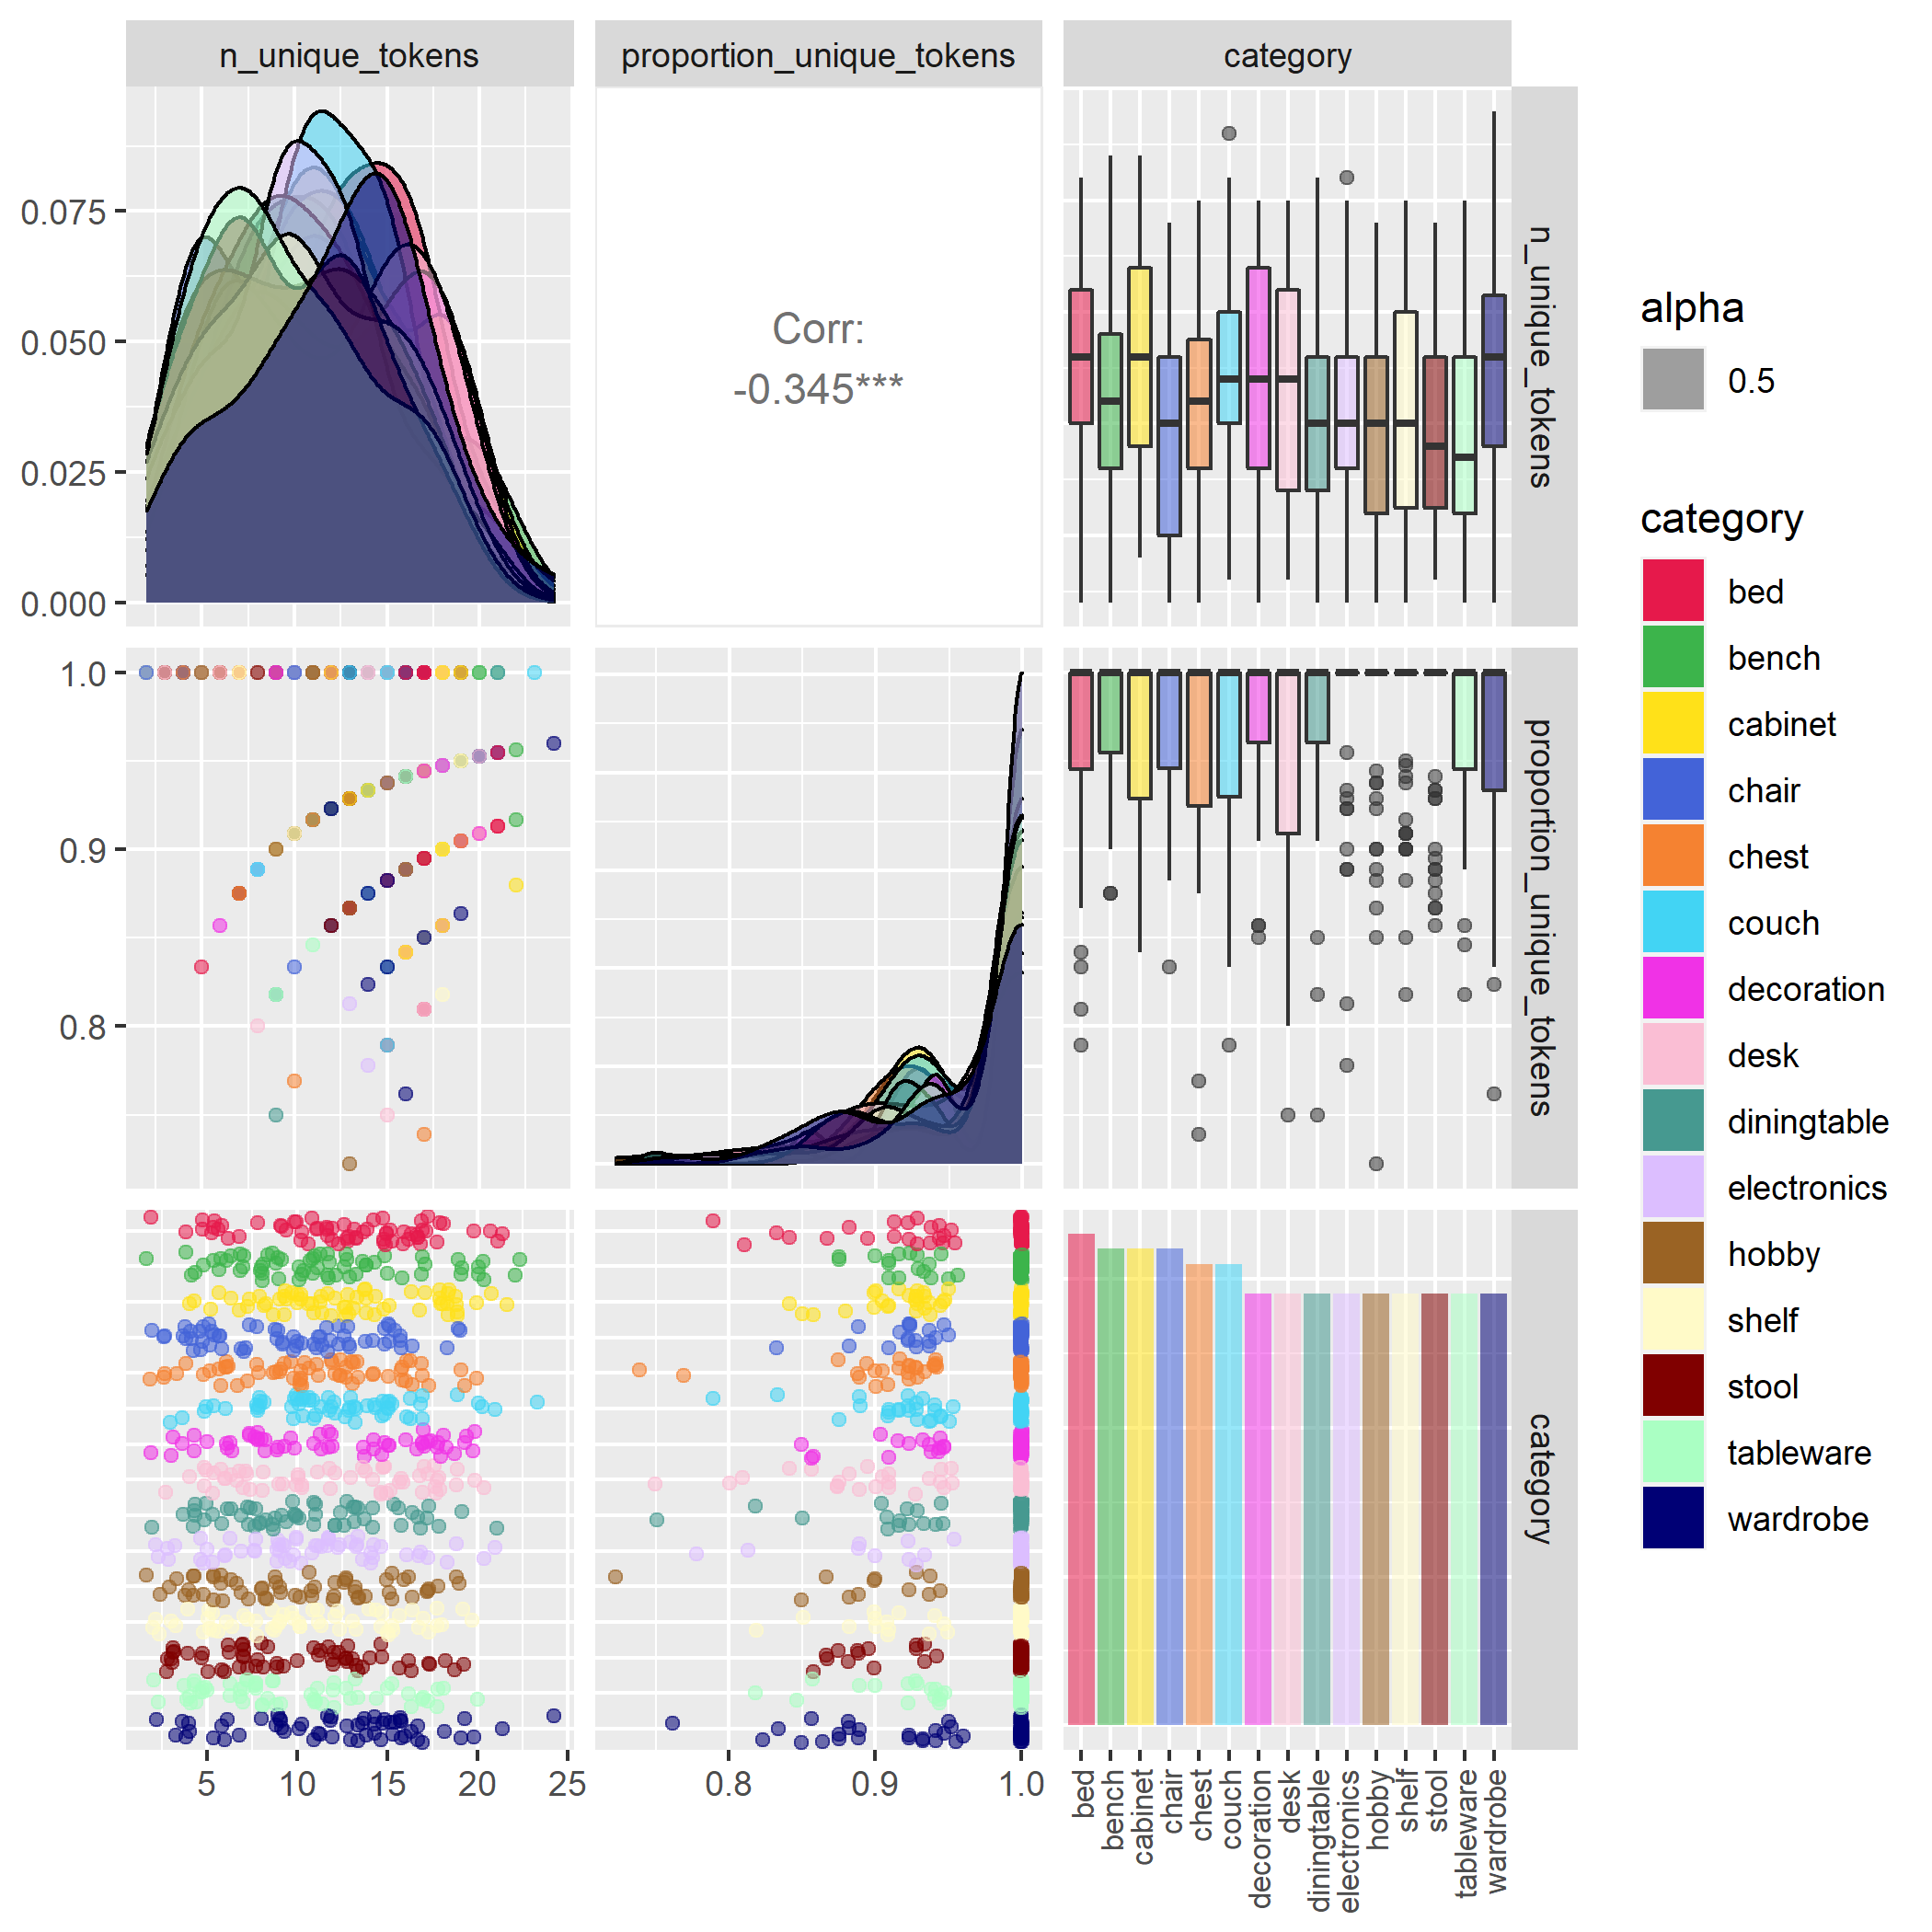 n_unique_tokens
proportion_unique_tokens
category
0.075
0.050
0.025
0.000
Corr:
-0.345***
n_unique_tokens
1.0
0.9
0.8
proportion_unique_tokens
category
5
10
15
20
25
0.8
0.9
1.0
bed
bench
cabinet
chair
chest
couch
decoration
desk
diningtable
electronics
hobby
shelf
stool
tableware
wardrobe
alpha
0.5
category
bed
bench
cabinet
chair
chest
couch
decoration
desk
diningtable
electronics
hobby
shelf
stool
tableware
wardrobe